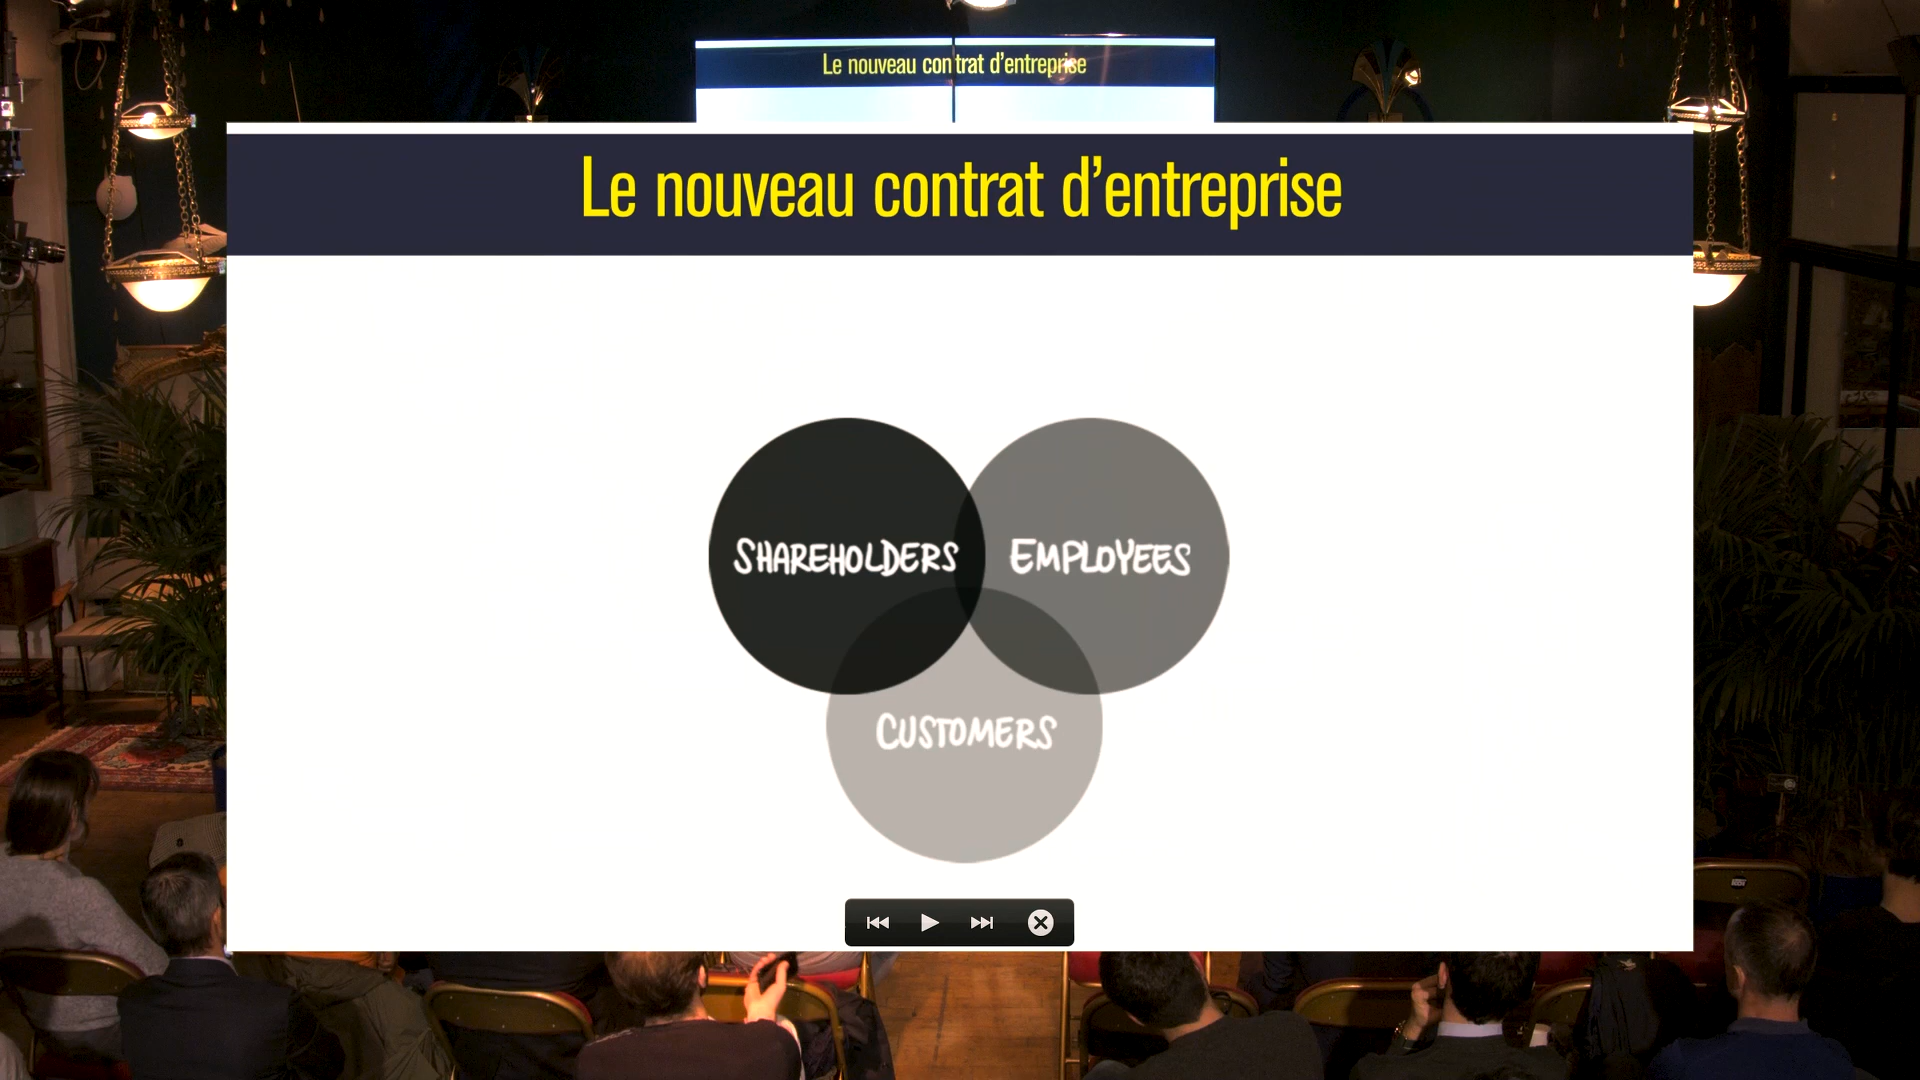 Le nouveau contrat d’entreprise
Le nouveau contrat d’entreprise
SHAREHOLDERS
EMPLOYEES
CUSTOMERS